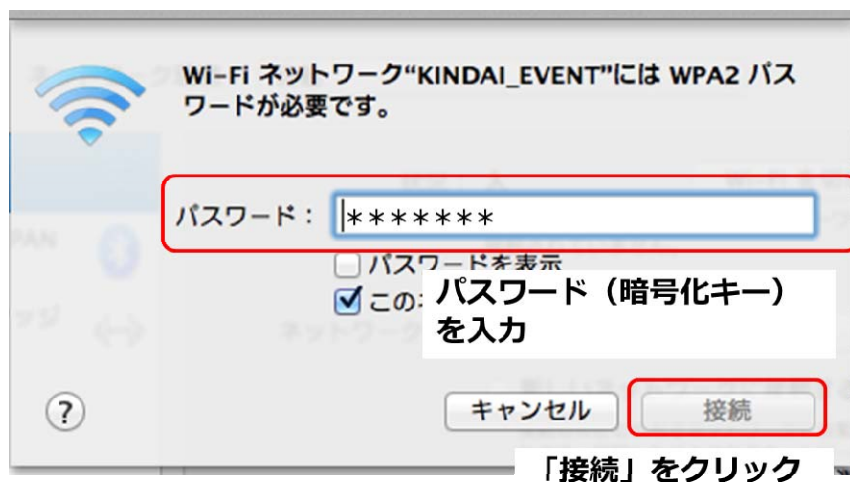 Wi-Fi ネットワーク“KINDAI_EVENT”には WPA2 パス
ワードが必要です。
パスワード： *******
パスワードを表示
この
パスワード（暗号化キー）
を入力
?
キャンセル
接続
「接続」をクリック